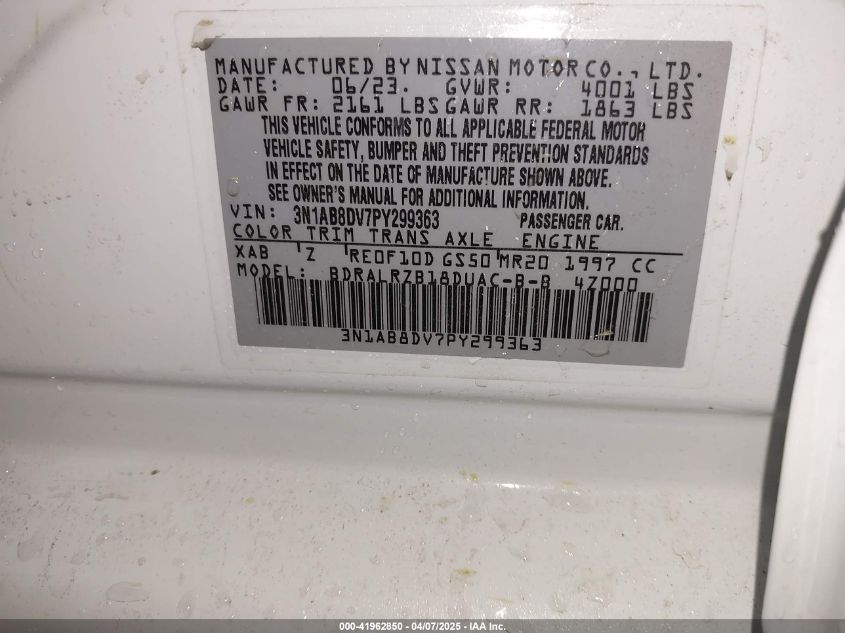 MANUFACTURED BY NISSAN MOTOR CO., LTD.
DATE: 06/23. GVWR: 4001 LBS
GAWR FR: 2161 LBS GAWR RR: 1863 LBS
THIS VEHICLE CONFORMS TO ALL APPLICABLE FEDERAL MOTOR
VEHICLE SAFETY, BUMPER AND THEFT PREVENTION STANDARDS
IN EFFECT ON THE DATE OF MANUFACTURE SHOWN ABOVE.
SEE OWNER'S MANUAL FOR ADDITIONAL INFORMATION.
VIN: 3N1AB8DV7PY299363 PASSENGER CAR.
COLOR TRIM TRANS AXLE ENGINE
XAB Z RE0F10D GS50 MR20 1997 CC
MODEL: BDRALRZB18DUAC-B-B 4Z000
3N1AB8DV7PY299363
000-41962850 - 04/07/2025 - IAA Inc.